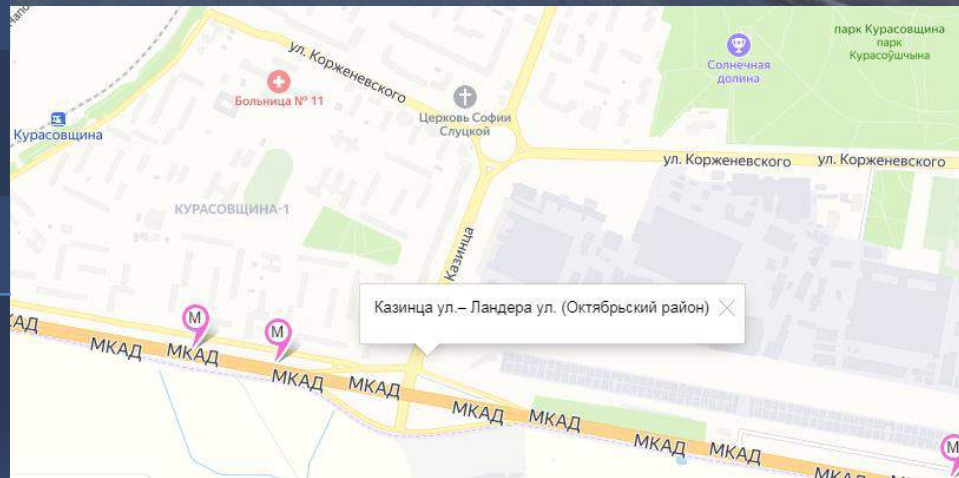 парк Курасовщина
парк
Курасоўшчына
Солнечная
долина
ул. Корженевского
Больница № 11
Церковь Софии
Слуцкой
Курасовщина
ул. Корженевского
ул. Корженевского
КУРАСОВЩИНА-1
Казинца
Казинца ул.– Ландера ул. (Октябрьский район)
М
М
МКАД
МКАД
МКАД
МКАД
МКАД
МКАД
МКАД
МКАД
МКАД
М
МКАД